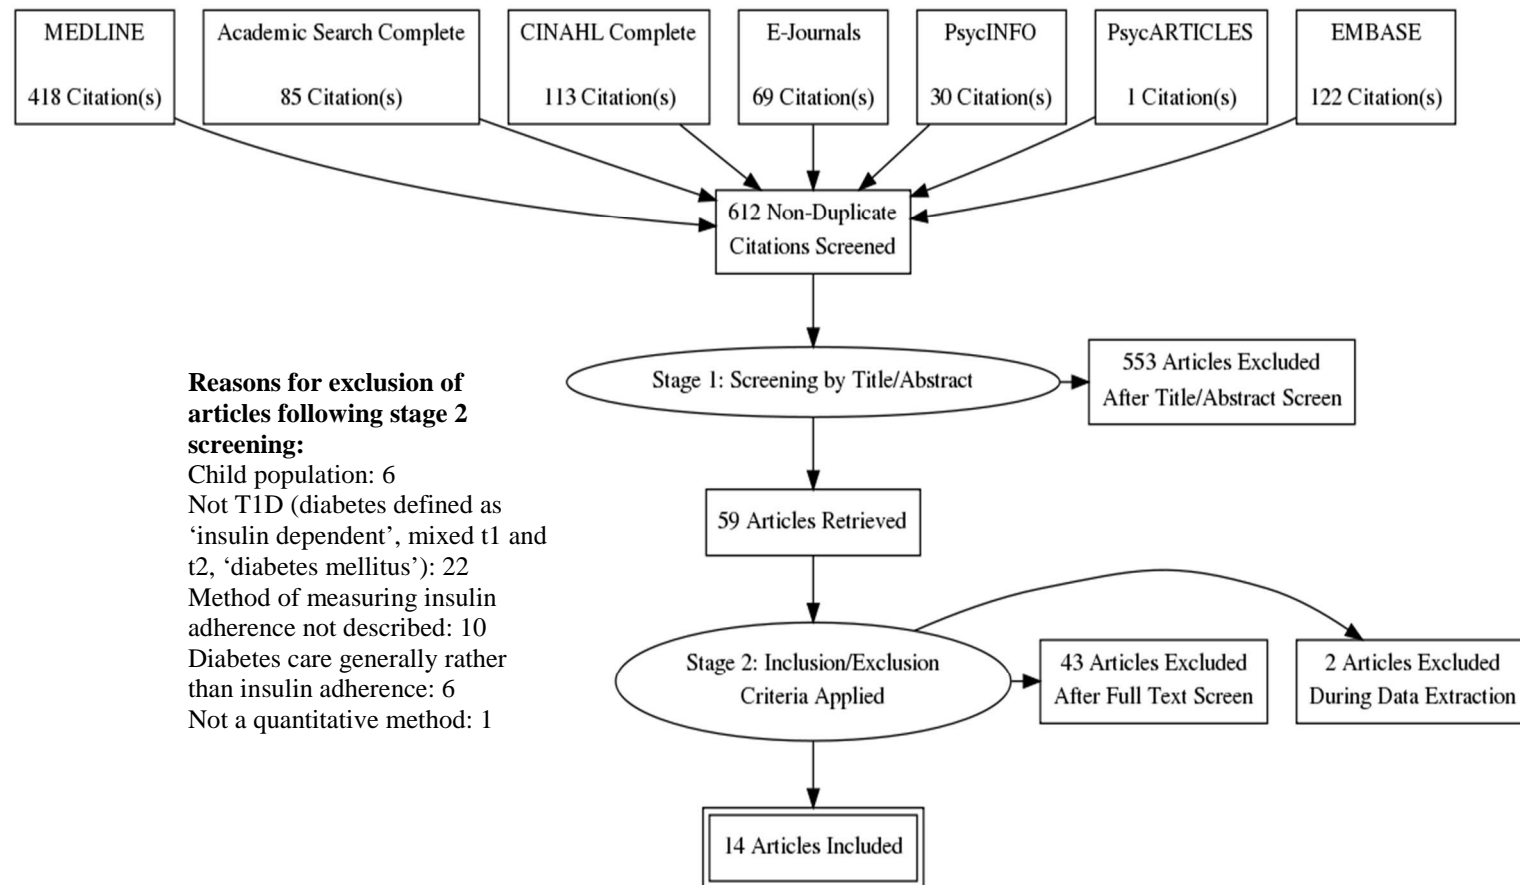 MEDLINE
418 Citation(s)
Academic Search Complete
85 Citation(s)
CINAHL Complete
113 Citation(s)
E-Journals
69 Citation(s)
PsycINFO
30 Citation(s)
PsycARTICLES
1 Citation(s)
EMBASE
122 Citation(s)
612 Non-Duplicate
Citations Screened
Stage 1: Screening by Title/Abstract
553 Articles Excluded
After Title/Abstract Screen
Reasons for exclusion of
articles following stage 2
screening:
Child population: 6
Not T1D (diabetes defined as
‘insulin dependent’, mixed t1 and
t2, ‘diabetes mellitus’): 22
Method of measuring insulin
adherence not described: 10
Diabetes care generally rather
than insulin adherence: 6
Not a quantitative method: 1
59 Articles Retrieved
Stage 2: Inclusion/Exclusion
Criteria Applied
43 Articles Excluded
After Full Text Screen
2 Articles Excluded
During Data Extraction
14 Articles Included